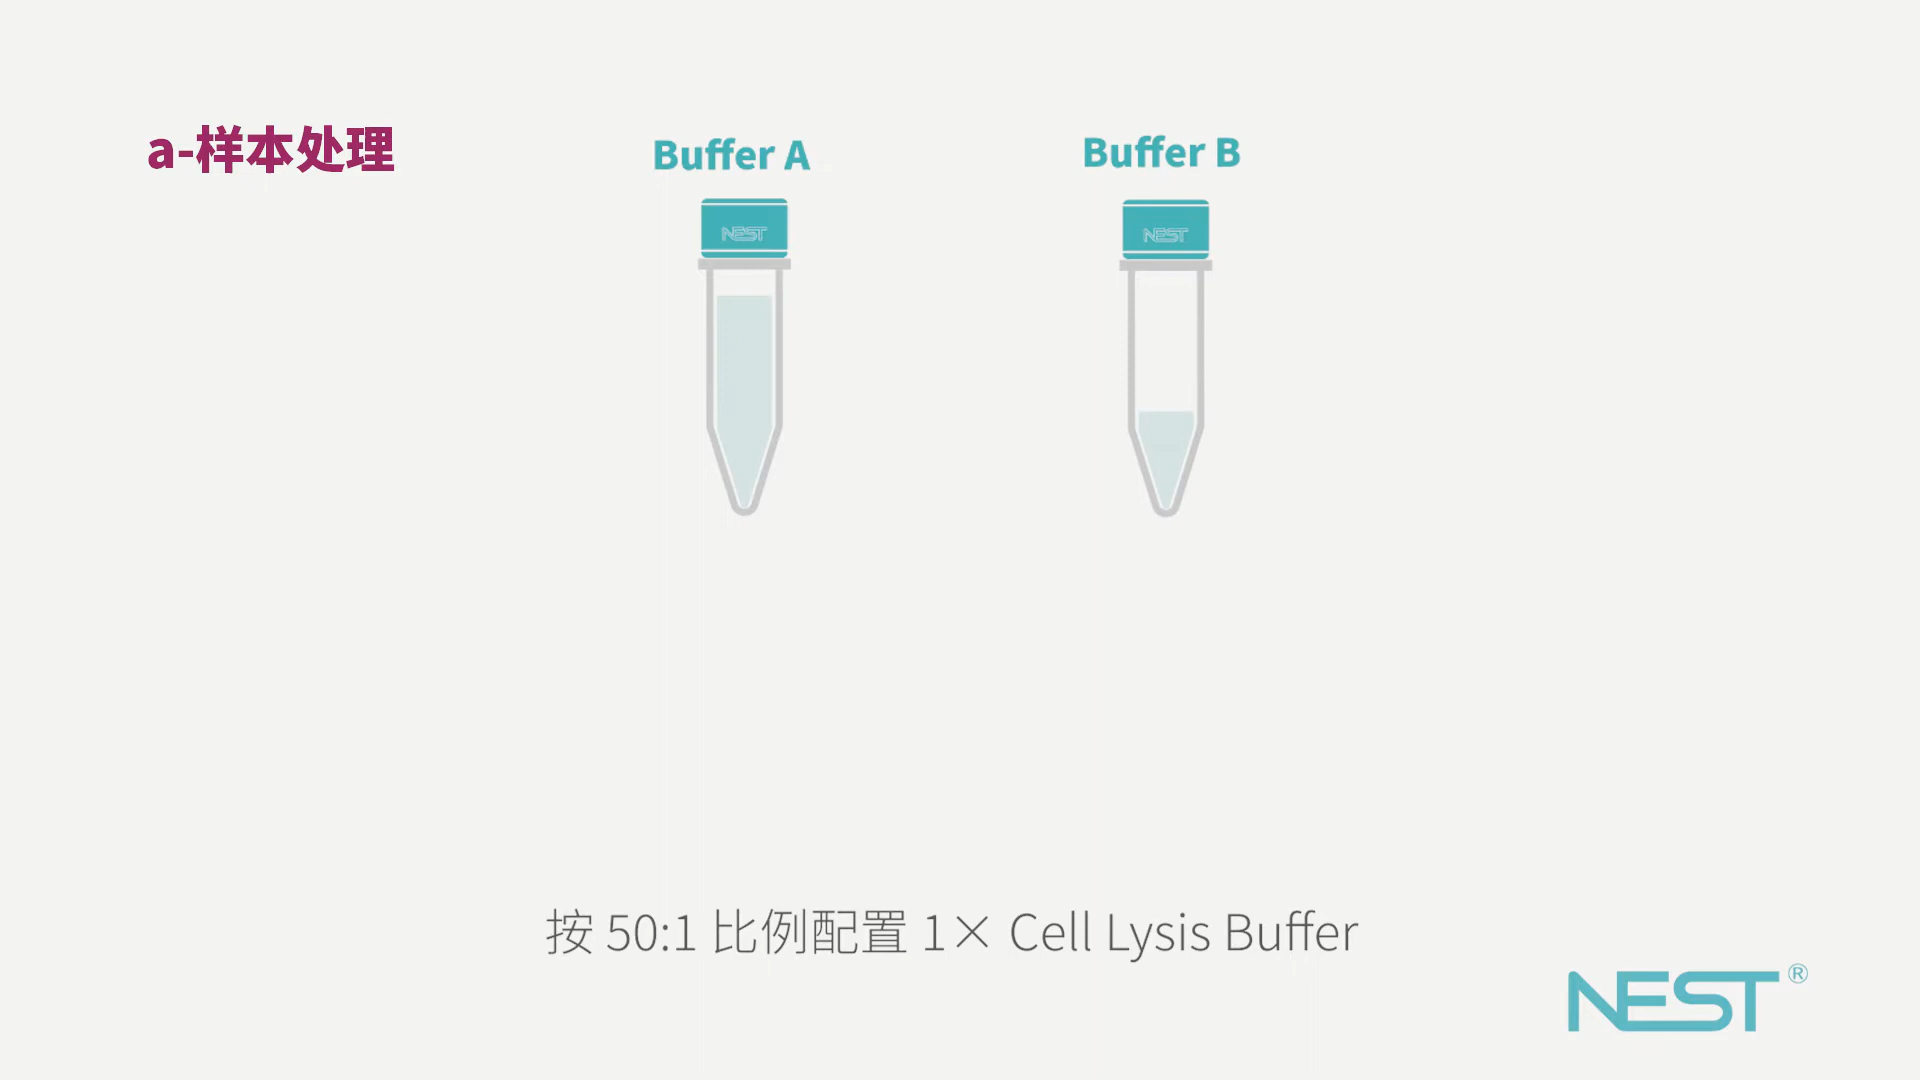 a-样本处理
Buffer A
Buffer B
NEST
NEST
按 50:1 比例配置 1× Cell Lysis Buffer
NEST®